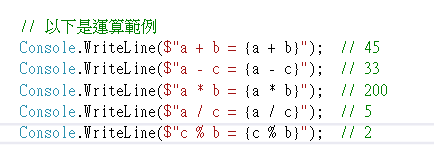 // 以下是運算範例
Console.WriteLine($"a + b = {a + b}");  // 45
Console.WriteLine($"a - c = {a - c}");  // 33
Console.WriteLine($"a * b = {a * b}");  // 200
Console.WriteLine($"a / c = {a / c}");  // 5
Console.WriteLine($"c % b = {c % b}");  // 2